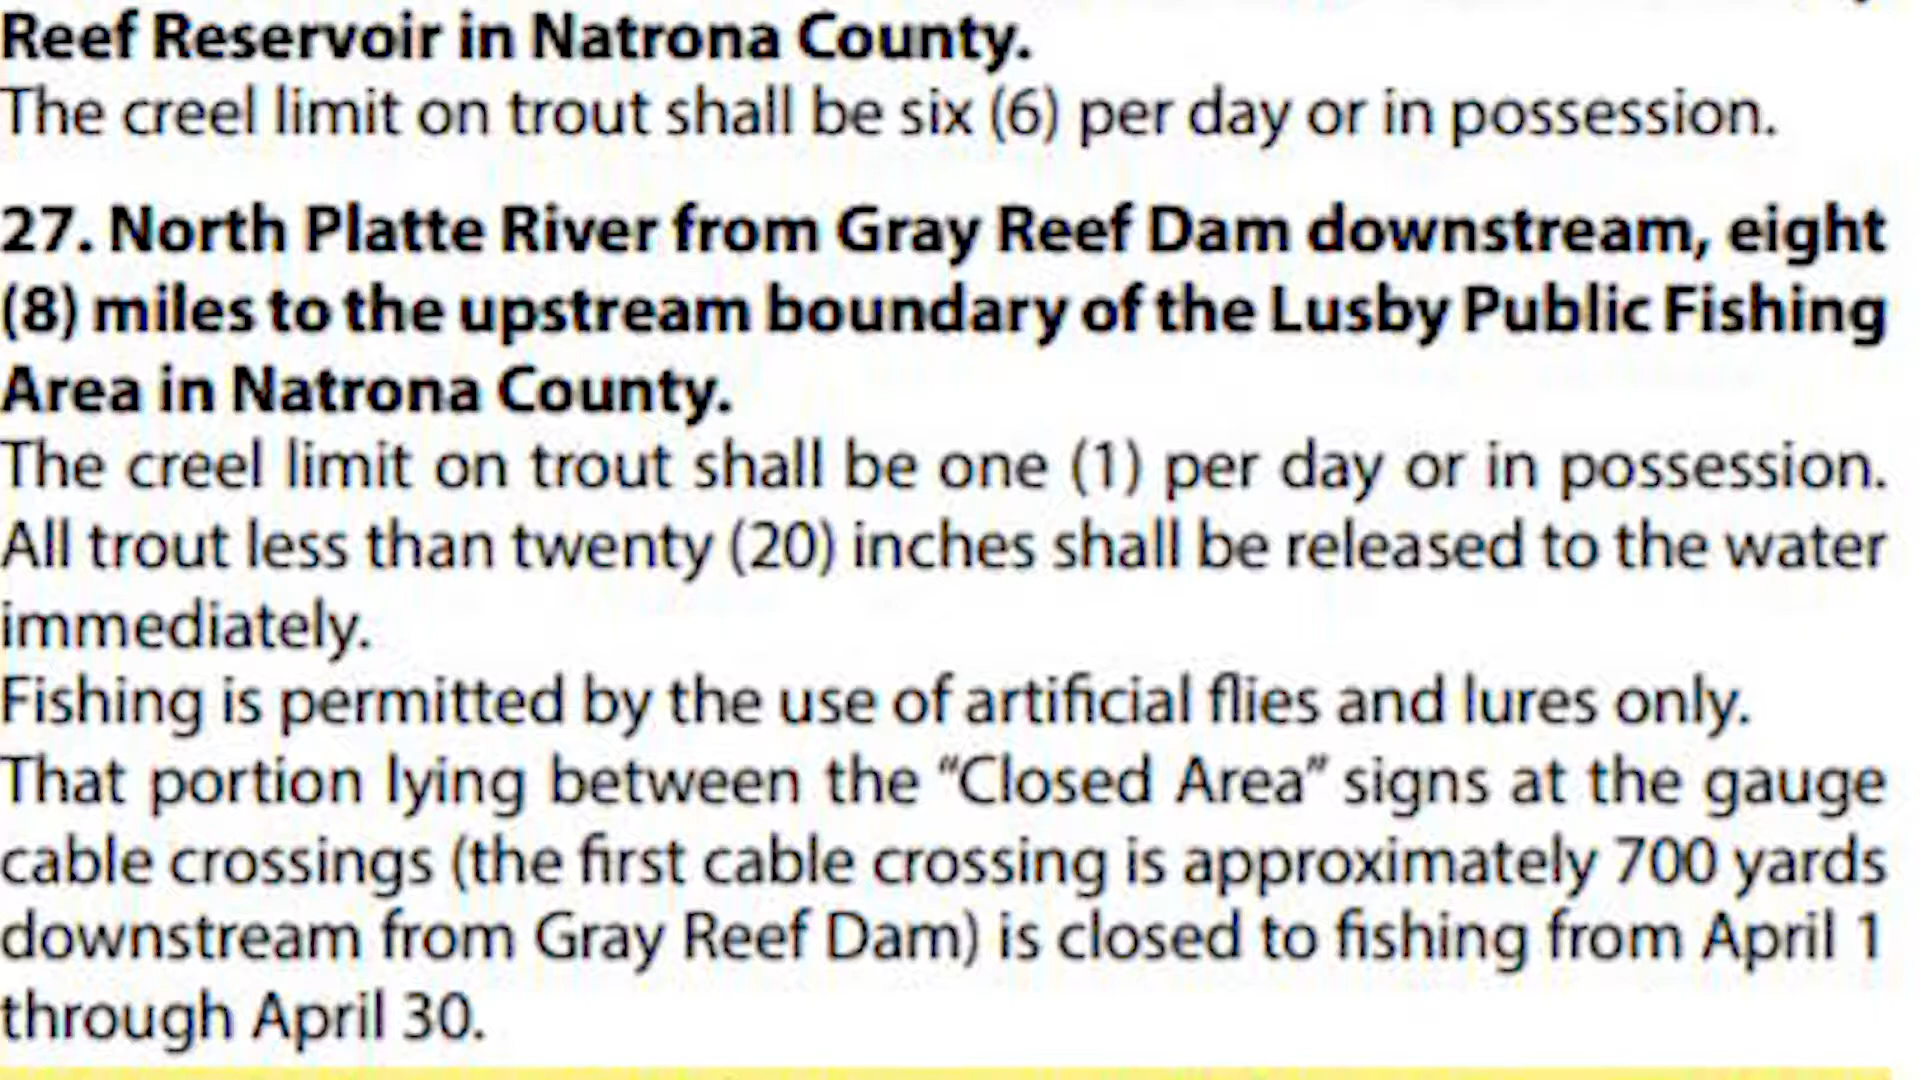 Reef Reservoir in Natrona County.
The creel limit on trout shall be six (6) per day or in possession.
27. North Platte River from Gray Reef Dam downstream, eight
(8) miles to the upstream boundary of the Lusby Public Fishing
Area in Natrona County.
The creel limit on trout shall be one (1) per day or in possession.
All trout less than twenty (20) inches shall be released to the water
immediately.
Fishing is permitted by the use of artificial flies and lures only.
That portion lying between the “Closed Area” signs at the gauge
cable crossings (the first cable crossing is approximately 700 yards
downstream from Gray Reef Dam) is closed to fishing from April 1
through April 30.